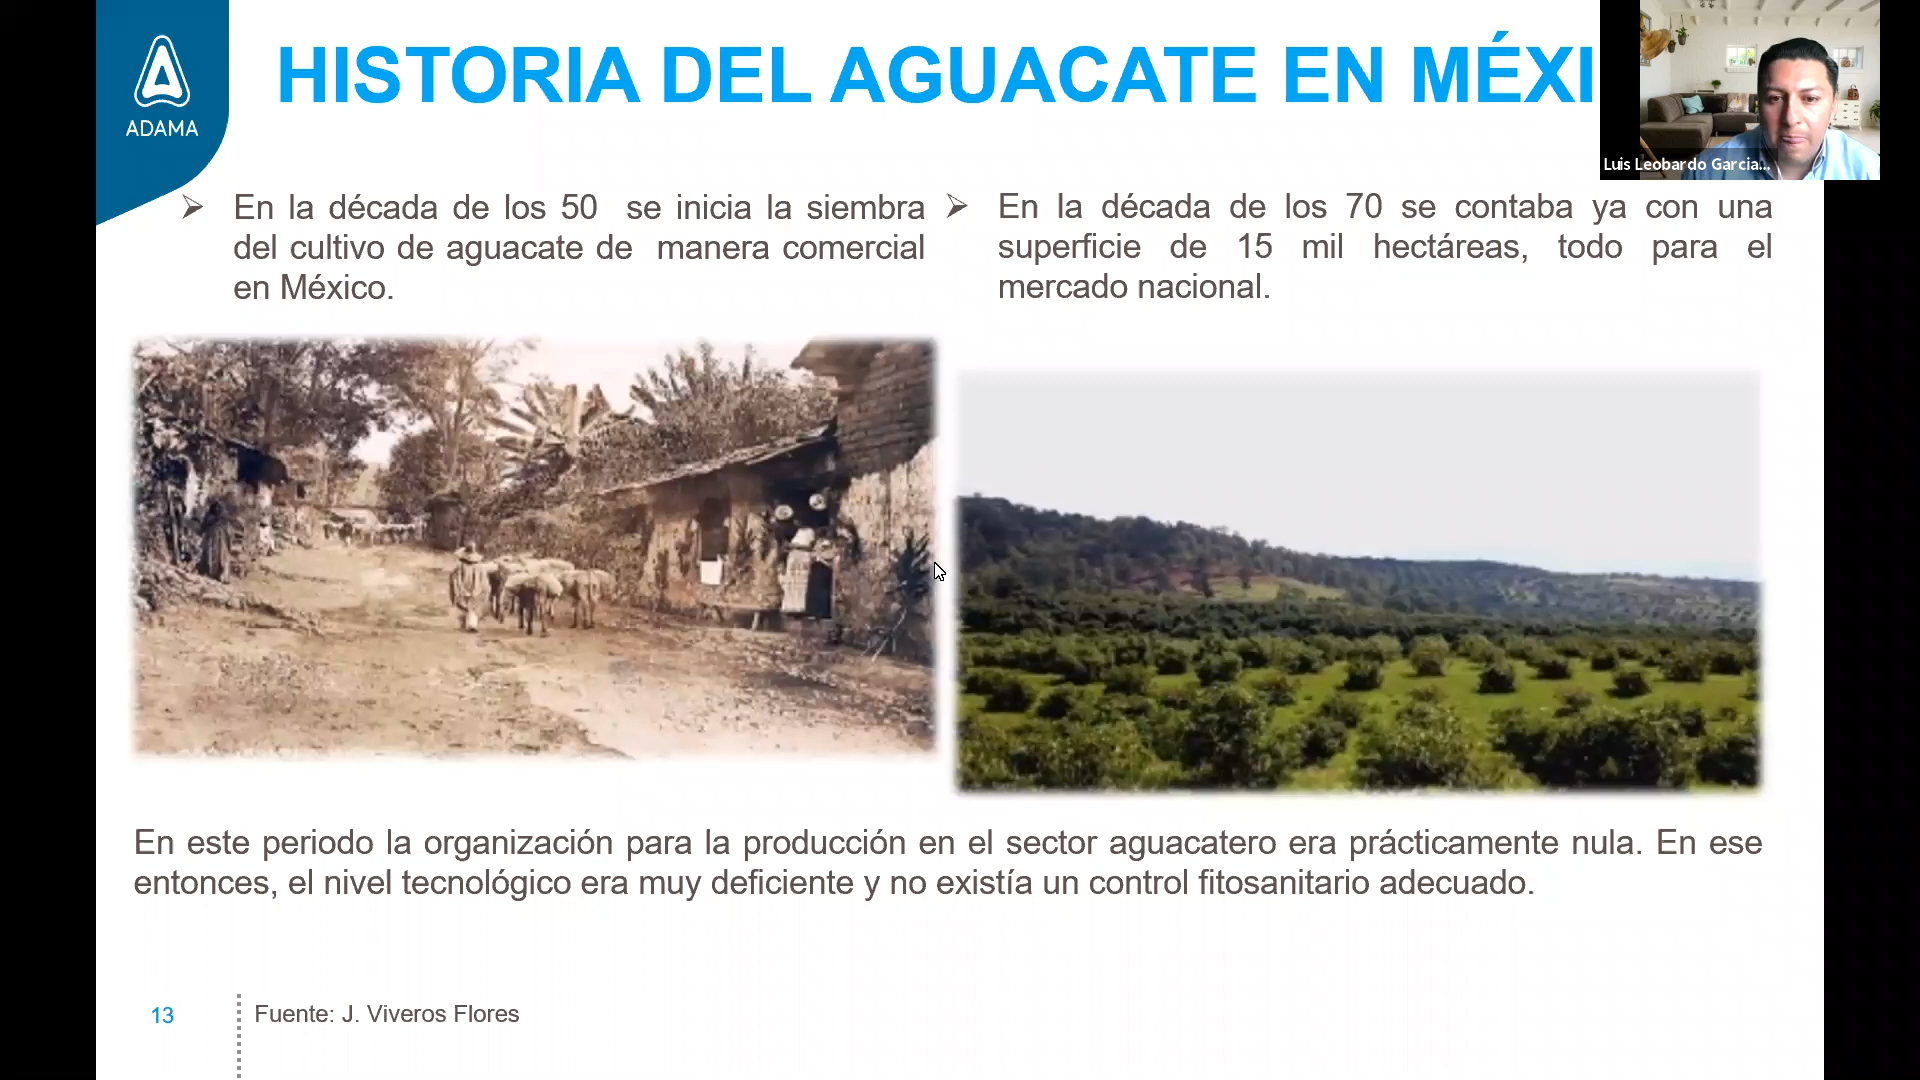 ADAMA
HISTORIA DEL AGUACATE EN MÉXI
Luis Leobardo Garcia...
En la década de los 50 se inicia la siembra
del cultivo de aguacate de manera comercial
en México.
En la década de los 70 se contaba ya con una
superficie de 15 mil hectáreas, todo para el
mercado nacional.
En este periodo la organización para la producción en el sector aguacatero era prácticamente nula. En ese
entonces, el nivel tecnológico era muy deficiente y no existía un control fitosanitario adecuado.
13
Fuente: J. Viveros Flores